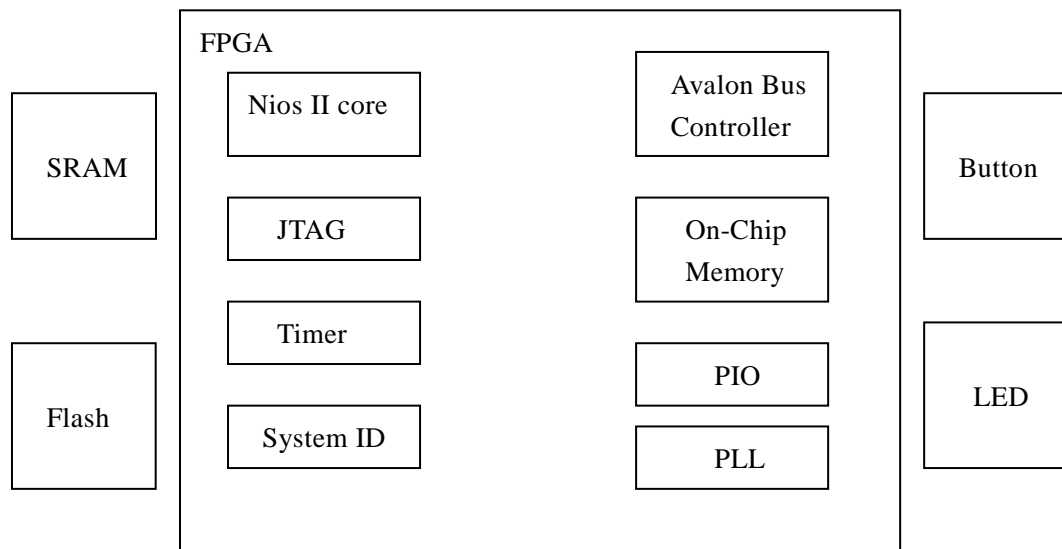 FPGA
Nios II core
Avalon Bus
Controller
SRAM
Button
JTAG
On-Chip
Memory
Timer
PIO
Flash
LED
System ID
PLL